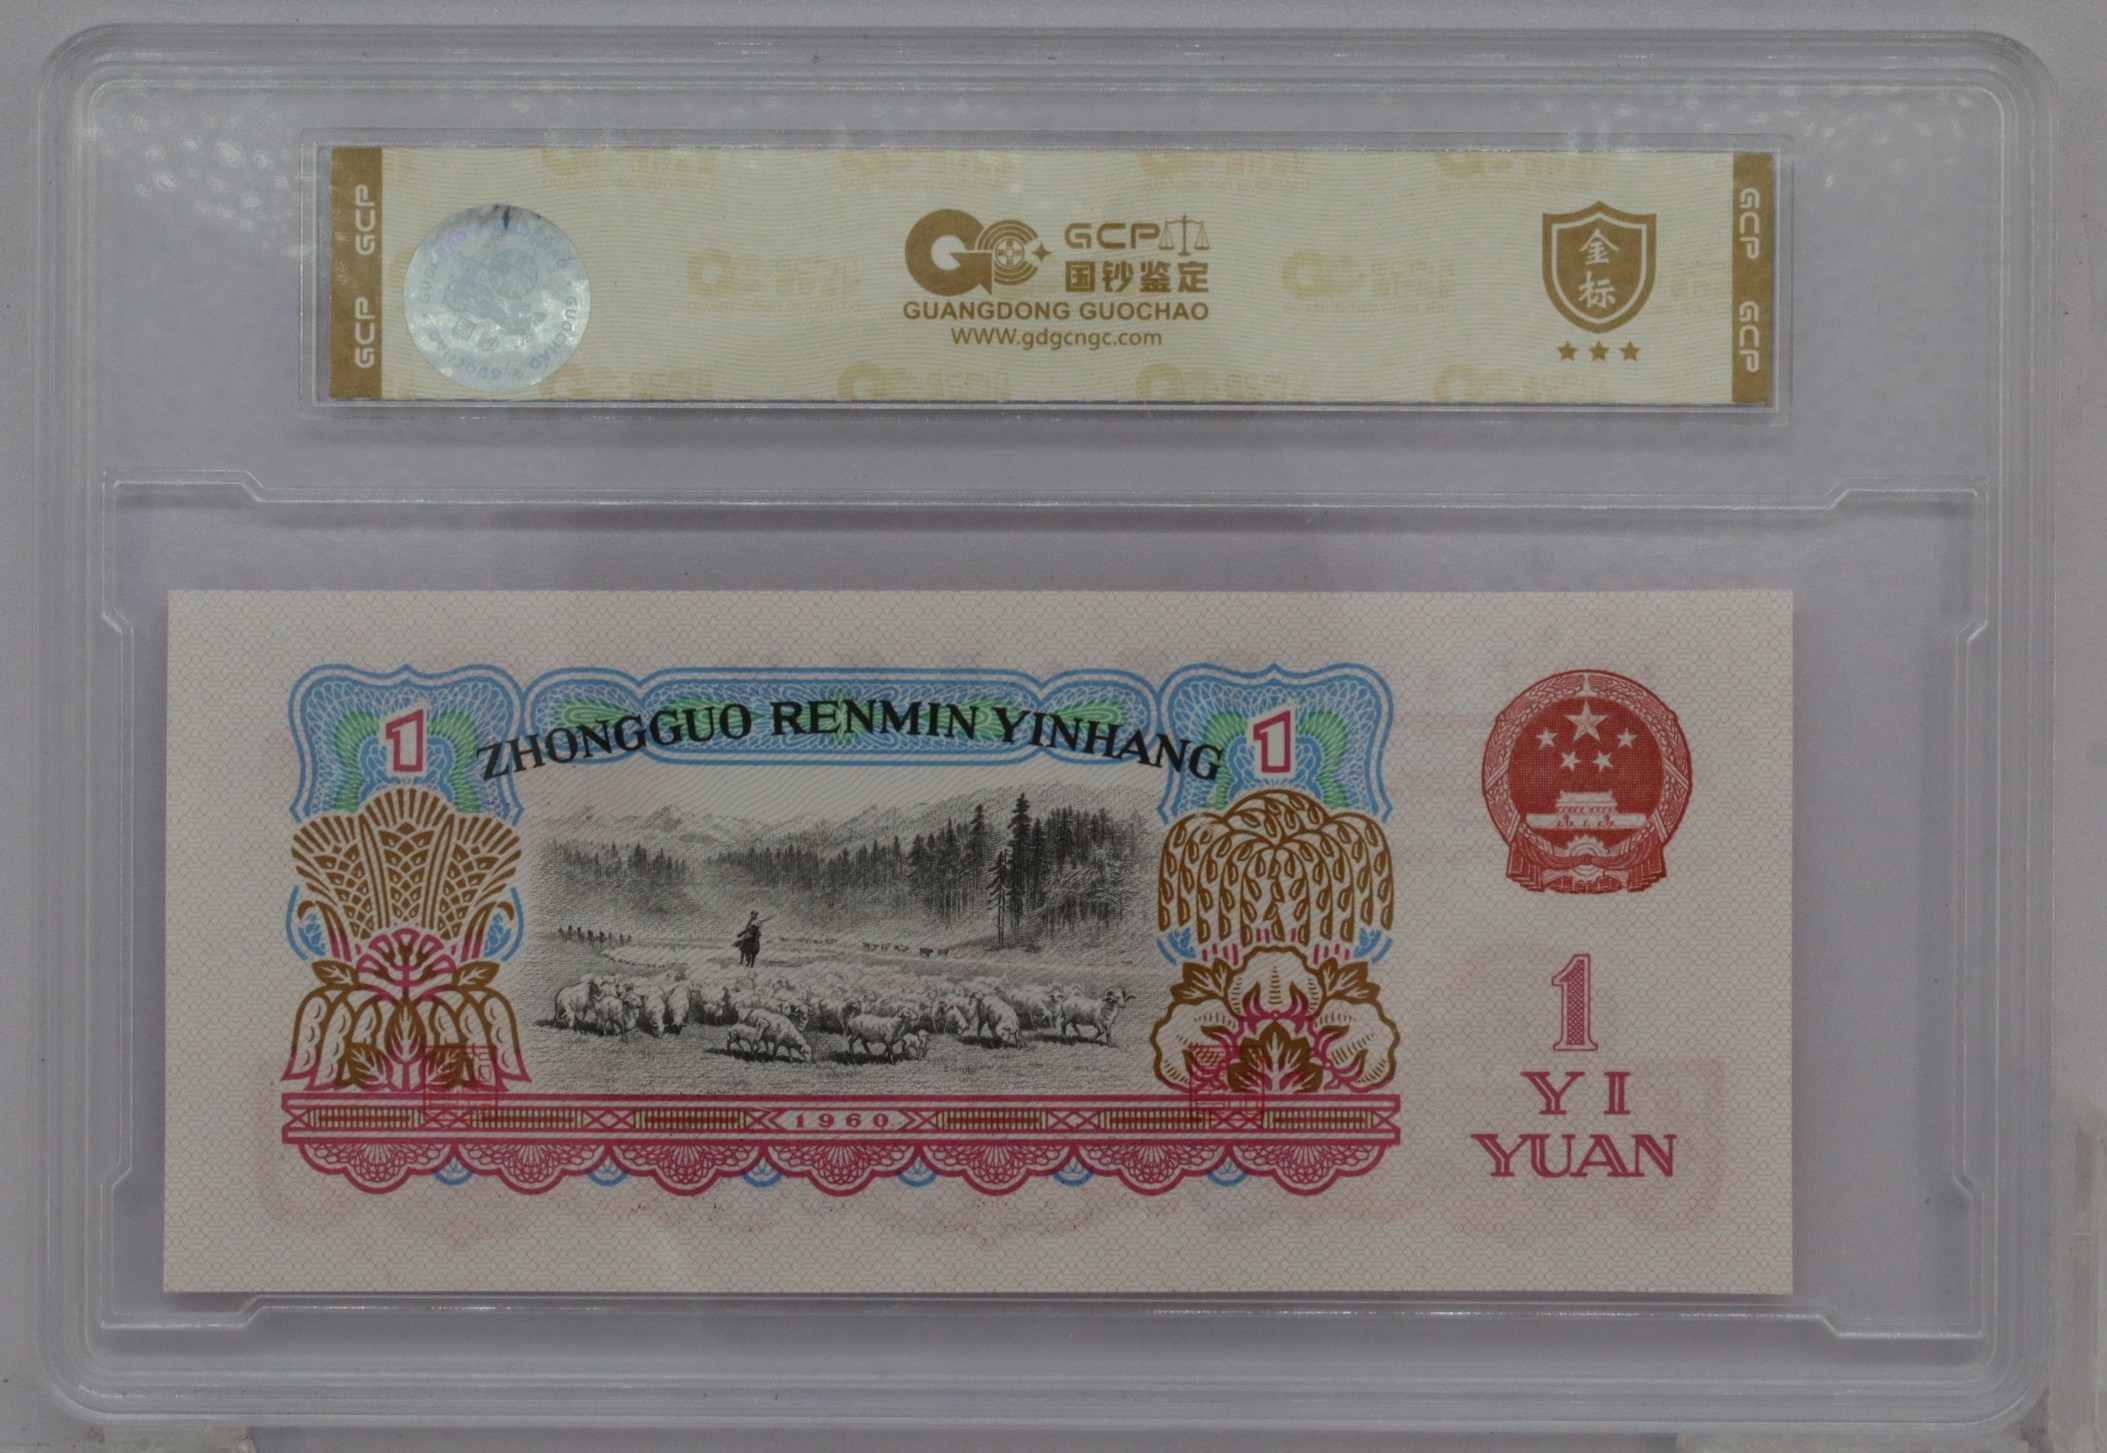 GCP
GCP
GCP
国钞鉴定
GUANGDONG GUOCHAO
WWW.gdgcngc.com
金
标
GCP
GCP
1
ZHONGGUO RENMIN YINHANG
1
1960
1
YI
YUAN